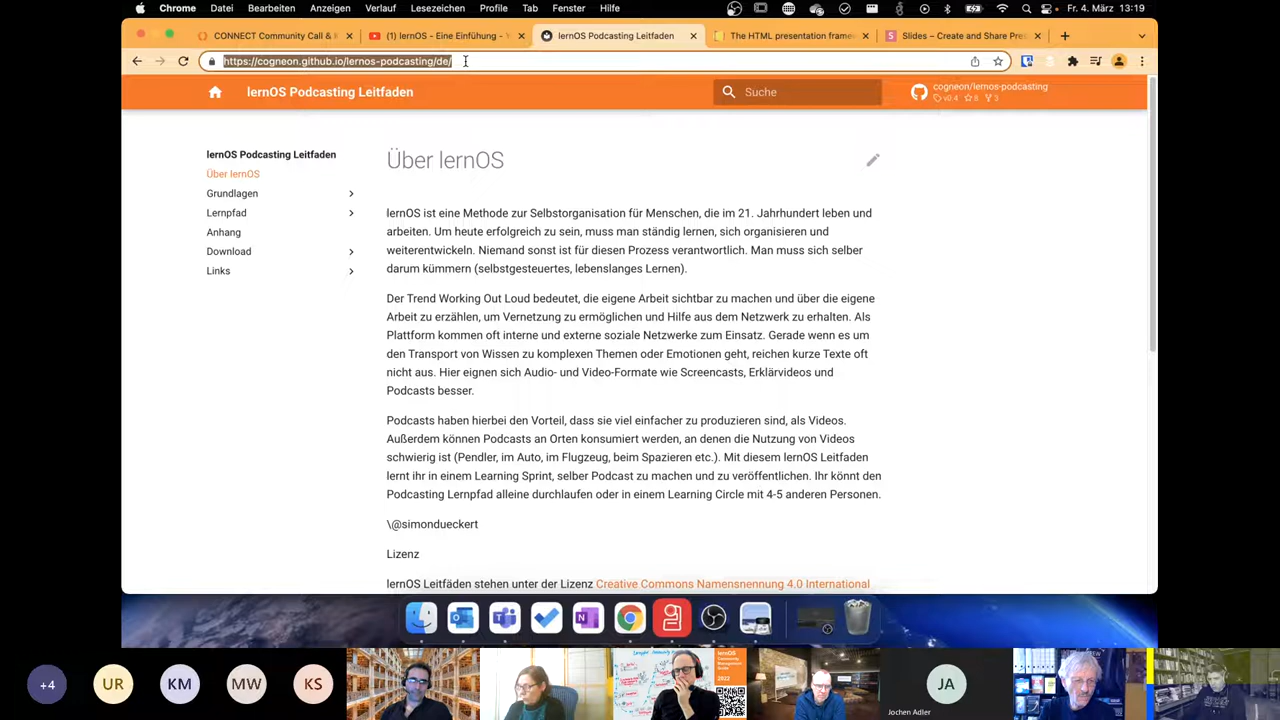 Chrome Datei Bearbeiten Anzeigen Verlauf Lesezeichen Profile Tab Fenster Hilfe Fr. 4. März 13:19
CONNECT Community Call & K (1) lernOS - Eine Einführung - lernOS Podcasting Leitfaden The HTML presentation framew Slides – Create and Share Pres
https://cogneon.github.io/lernos-podcasting/de/
lernOS Podcasting Leitfaden Suche cogneon/lernos-podcasting
v0.4 8 3
lernOS Podcasting Leitfaden
Über lernOS
Grundlagen
Lernpfad
Anhang
Download
Links
Über lernOS
lernOS ist eine Methode zur Selbstorganisation für Menschen, die im 21. Jahrhundert leben und
arbeiten. Um heute erfolgreich zu sein, muss man ständig lernen, sich organisieren und
weiterentwickeln. Niemand sonst ist für diesen Prozess verantwortlich. Man muss sich selber
darum kümmern (selbstgesteuertes, lebenslanges Lernen).
Der Trend Working Out Loud bedeutet, die eigene Arbeit sichtbar zu machen und über die eigene
Arbeit zu erzählen, um Vernetzung zu ermöglichen und Hilfe aus dem Netzwerk zu erhalten. Als
Plattform kommen oft interne und externe soziale Netzwerke zum Einsatz. Gerade wenn es um
den Transport von Wissen zu komplexen Themen oder Emotionen geht, reichen kurze Texte oft
nicht aus. Hier eignen sich Audio- und Video-Formate wie Screencasts, Erklärvideos und
Podcasts besser.
Podcasts haben hierbei den Vorteil, dass sie viel einfacher zu produzieren sind, als Videos.
Außerdem können Podcasts an Orten konsumiert werden, an denen die Nutzung von Videos
schwierig ist (Pendler, im Auto, im Flugzeug, beim Spazieren etc.). Mit diesem lernOS Leitfaden
lernt ihr in einem Learning Sprint, selber Podcast zu machen und zu veröffentlichen. Ihr könnt den
Podcasting Lernpfad alleine durchlaufen oder in einem Learning Circle mit 4-5 anderen Personen.
\@simondueckert
Lizenz
lernOS Leitfäden stehen unter der Lizenz Creative Commons Namensnennung 4.0 International
+4 UR KM MW KS JA
lernOS
2022
Jochen Adler